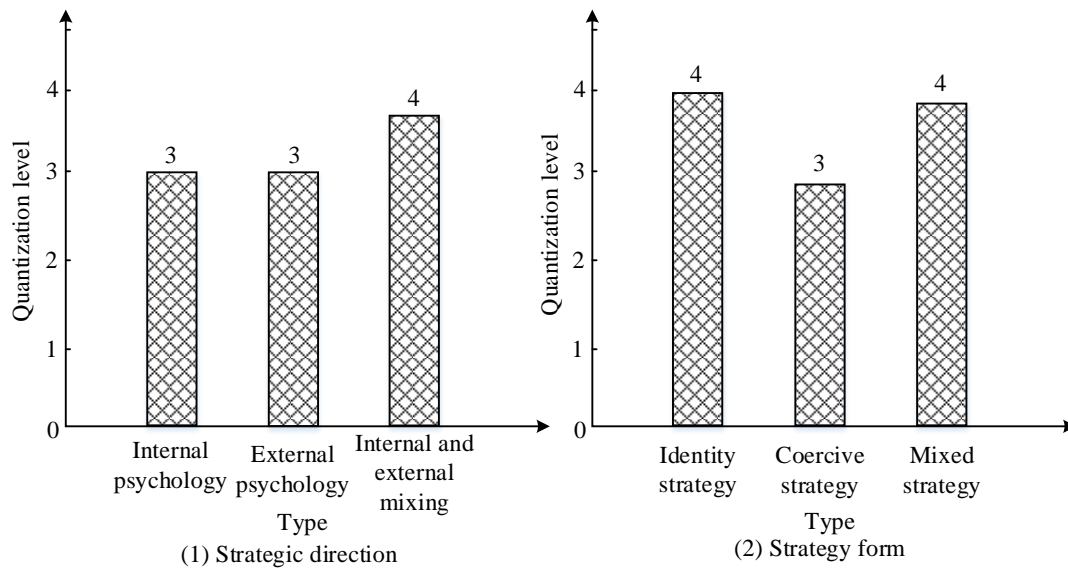 Quantization level
4
3
2
1
0
3
3
4
Internal
psychology
External
psychology
Internal and
external
mixing
Type
(1) Strategic direction
Quantization level
4
3
2
1
0
4
3
4
Identity
strategy
Coercive
strategy
Mixed
strategy
Type
(2) Strategy form